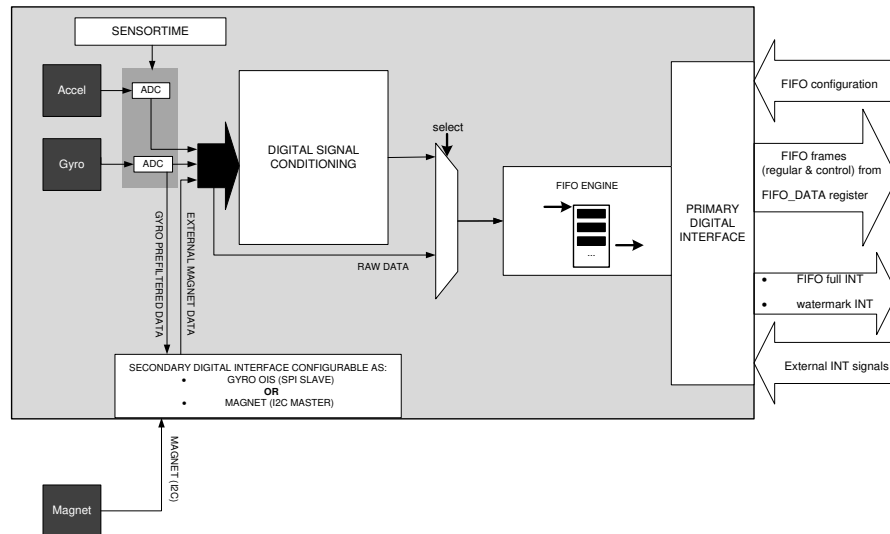 SENSORTIME
Accel
ADC
Gyro
ADC
DIGITAL SIGNAL
CONDITIONING
select
RAW DATA
GYRO PREFILTERED DATA
EXTERNAL MAGNET DATA
FIFO ENGINE
...
PRIMARY
DIGITAL
INTERFACE
FIFO configuration
FIFO frames
(regular & control) from
FIFO_DATA register
• FIFO full INT
• watermark INT
External INT signals
SECONDARY DIGITAL INTERFACE CONFIGURABLE AS:
• GYRO OIS (SPI SLAVE)
OR
• MAGNET (I2C MASTER)
MAGNET (I2C)
Magnet